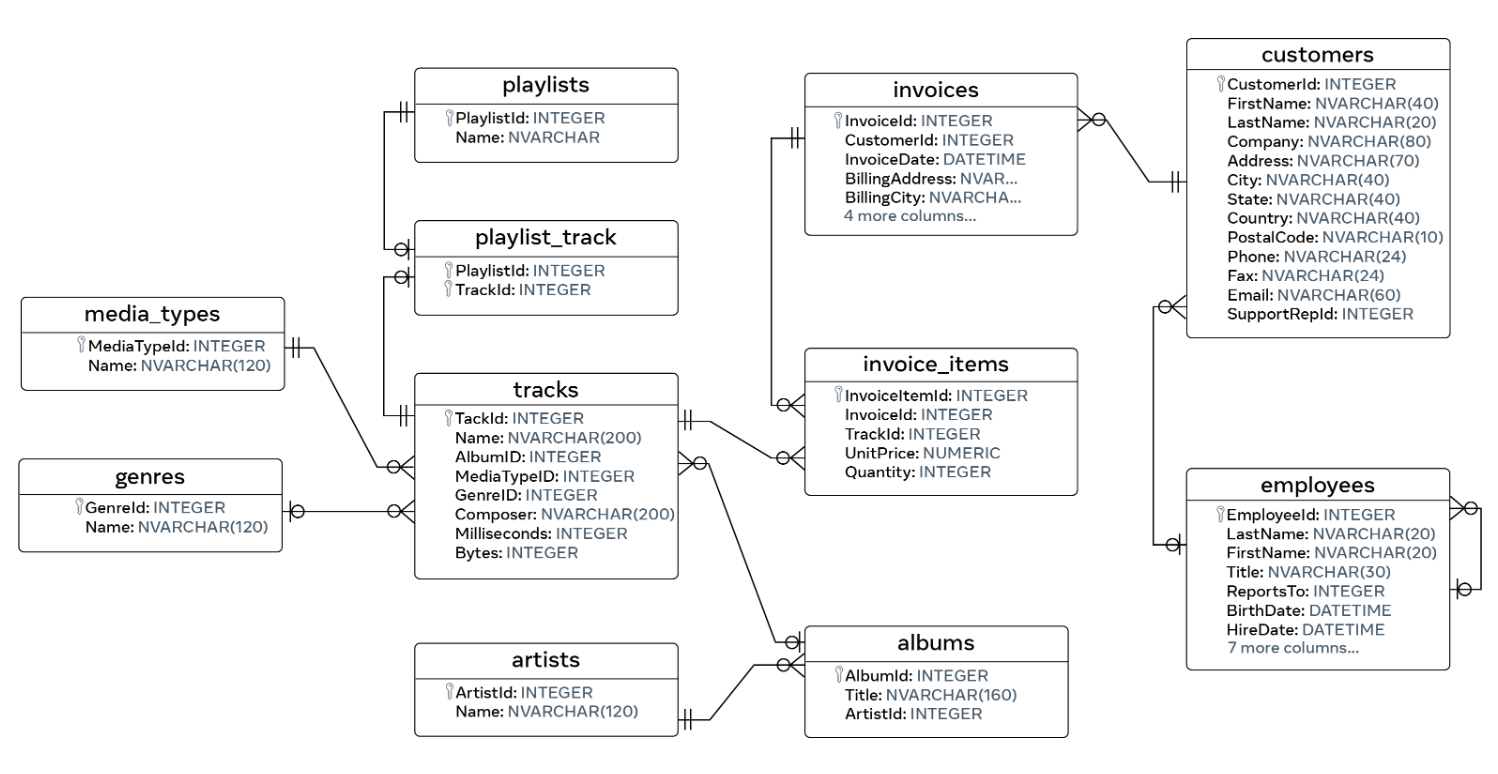 playlists
PlaylistId: INTEGER
Name: NVARCHAR
playlist_track
PlaylistId: INTEGER
TrackId: INTEGER
media_types
MediaTypeId: INTEGER
Name: NVARCHAR(120)
genres
GenreId: INTEGER
Name: NVARCHAR(120)
tracks
TackId: INTEGER
Name: NVARCHAR(200)
AlbumID: INTEGER
MediaTypeID: INTEGER
GenreID: INTEGER
Composer: NVARCHAR(200)
Milliseconds: INTEGER
Bytes: INTEGER
artists
ArtistId: INTEGER
Name: NVARCHAR(120)
invoices
InvoiceId: INTEGER
CustomerId: INTEGER
InvoiceDate: DATETIME
BillingAddress: NVAR...
BillingCity: NVARCHA...
4 more columns...
invoice_items
InvoiceItemId: INTEGER
InvoiceId: INTEGER
TrackId: INTEGER
UnitPrice: NUMERIC
Quantity: INTEGER
albums
AlbumId: INTEGER
Title: NVARCHAR(160)
ArtistId: INTEGER
customers
CustomerId: INTEGER
FirstName: NVARCHAR(40)
LastName: NVARCHAR(20)
Company: NVARCHAR(80)
Address: NVARCHAR(70)
City: NVARCHAR(40)
State: NVARCHAR(40)
Country: NVARCHAR(40)
PostalCode: NVARCHAR(10)
Phone: NVARCHAR(24)
Fax: NVARCHAR(24)
Email: NVARCHAR(60)
SupportRepId: INTEGER
employees
EmployeeId: INTEGER
LastName: NVARCHAR(20)
FirstName: NVARCHAR(20)
Title: NVARCHAR(30)
ReportsTo: INTEGER
BirthDate: DATETIME
HireDate: DATETIME
7 more columns...